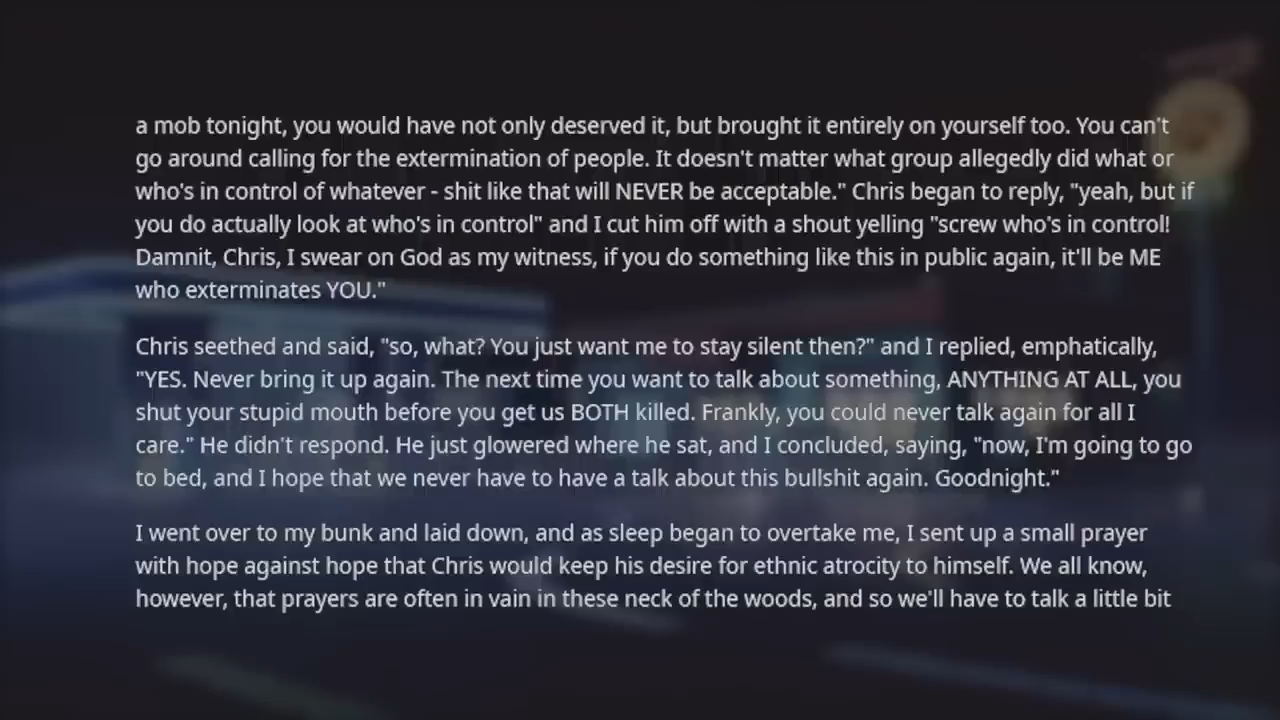 a mob tonight, you would have not only deserved it, but brought it entirely on yourself too. You can't
go around calling for the extermination of people. It doesn't matter what group allegedly did what or
who's in control of whatever - shit like that will NEVER be acceptable." Chris began to reply, "yeah, but if
you do actually look at who's in control" and I cut him off with a shout yelling "screw who's in control!
Damnit, Chris, I swear on God as my witness, if you do something like this in public again, it'll be ME
who exterminates YOU."
Chris seethed and said, "so, what? You just want me to stay silent then?" and I replied, emphatically,
"YES. Never bring it up again. The next time you want to talk about something, ANYTHING AT ALL, you
shut your stupid mouth before you get us BOTH killed. Frankly, you could never talk again for all I
care." He didn't respond. He just glowered where he sat, and I concluded, saying, "now, I'm going to go
to bed, and I hope that we never have to have a talk about this bullshit again. Goodnight."
I went over to my bunk and laid down, and as sleep began to overtake me, I sent up a small prayer
with hope against hope that Chris would keep his desire for ethnic atrocity to himself. We all know,
however, that prayers are often in vain in these neck of the woods, and so we'll have to talk a little bit